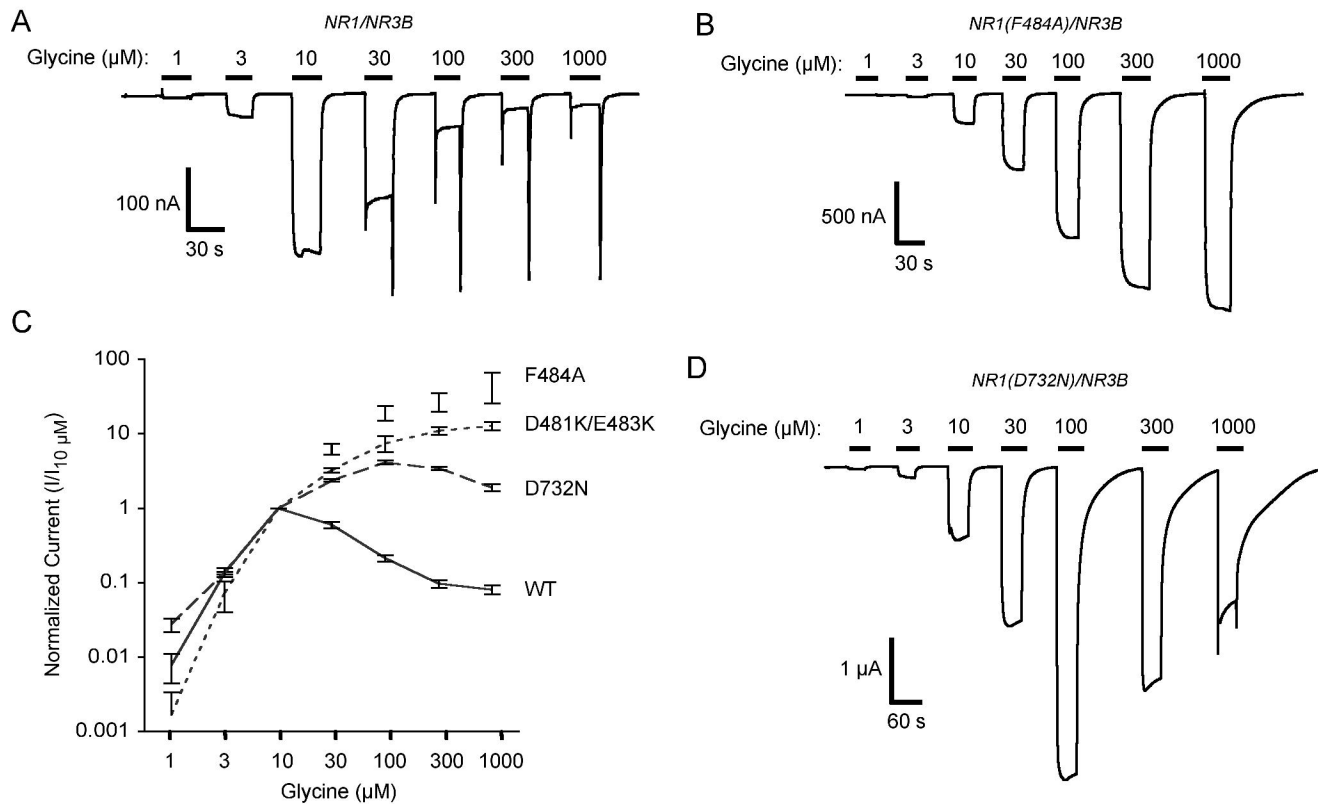 A
NR1/NR3B
Glycine (µM): 1 3 10 30 100 300 1000
100 nA
30 s
B
NR1(F484A)/NR3B
Glycine (µM): 1 3 10 30 100 300 1000
500 nA
30 s
C
Normalized Current (I/I10 µM)
100
10
1
0.1
0.01
0.001
F484A
D481K/E483K
D732N
WT
1 3 10 30 100 300 1000
Glycine (µM)
D
NR1(D732N)/NR3B
Glycine (µM): 1 3 10 30 100 300 1000
1 µA
60 s